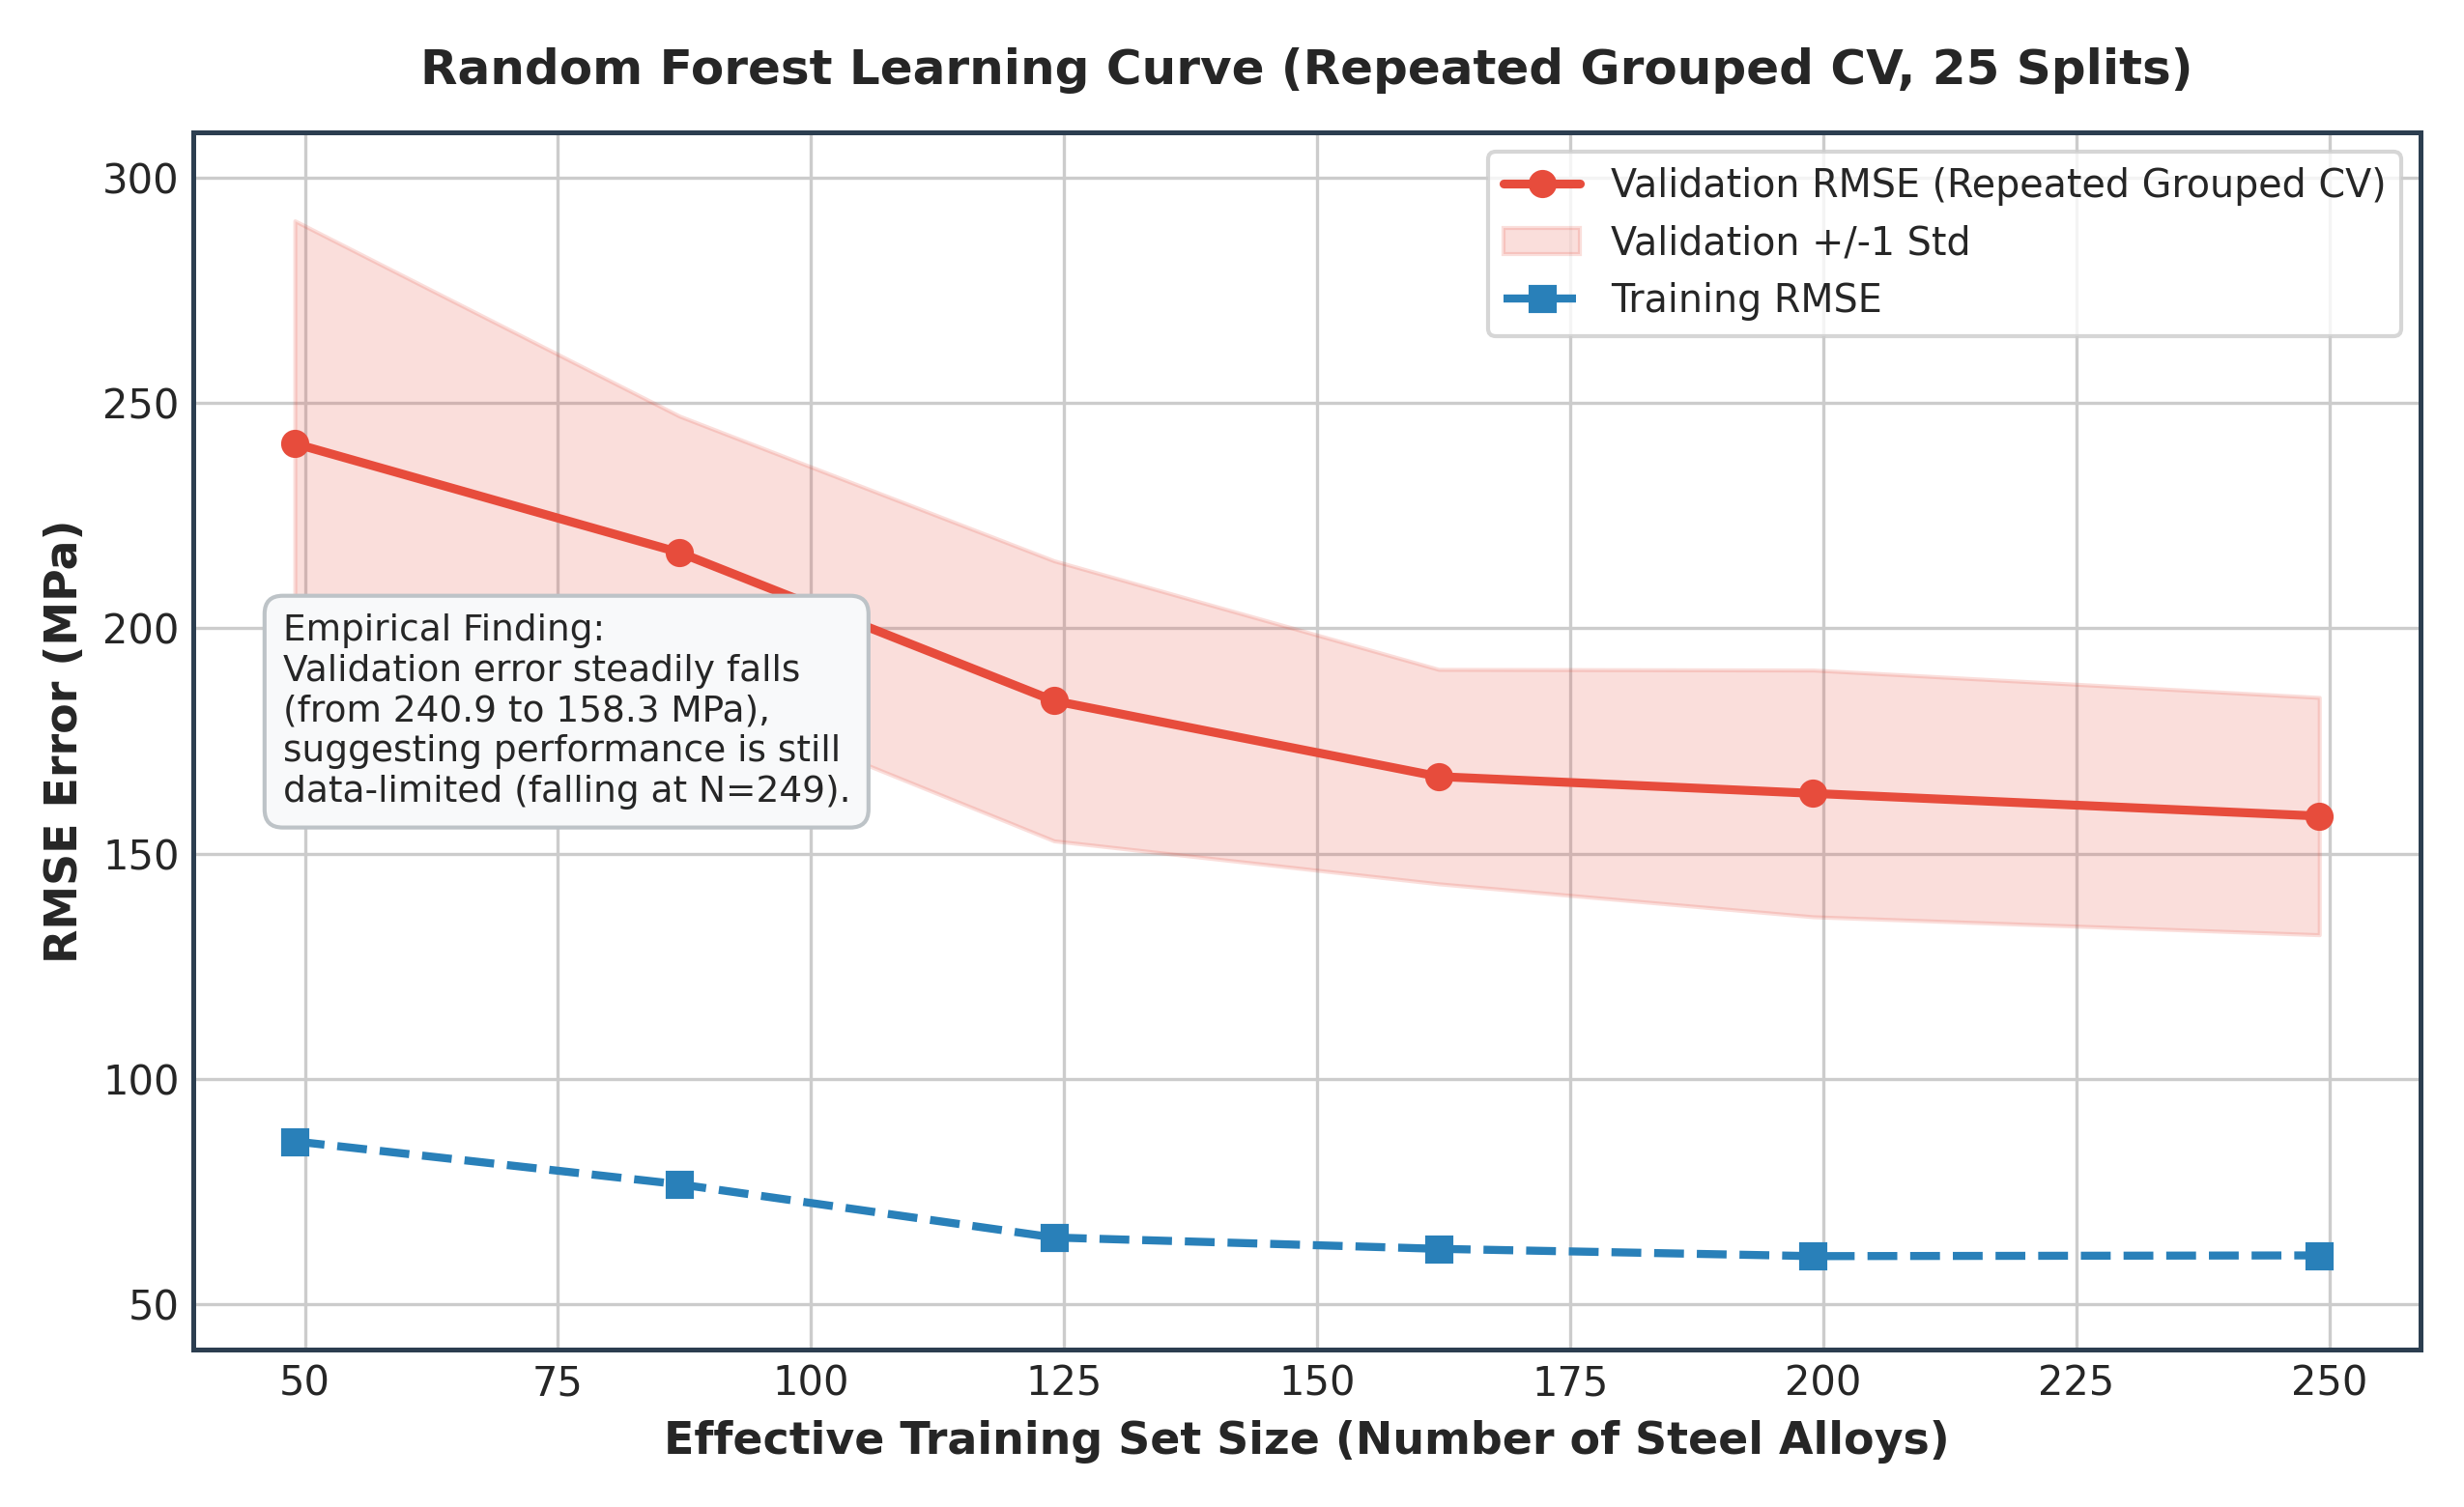 Random Forest Learning Curve (Repeated Grouped CV, 25 Splits)
Validation RMSE (Repeated Grouped CV)
Validation +/-1 Std
Training RMSE
RMSE Error (MPa)
300
250
200
150
100
50
Empirical Finding:
Validation error steadily falls
(from 240.9 to 158.3 MPa),
suggesting performance is still
data-limited (falling at N=249).
50 75 100 125 150 175 200 225 250
Effective Training Set Size (Number of Steel Alloys)